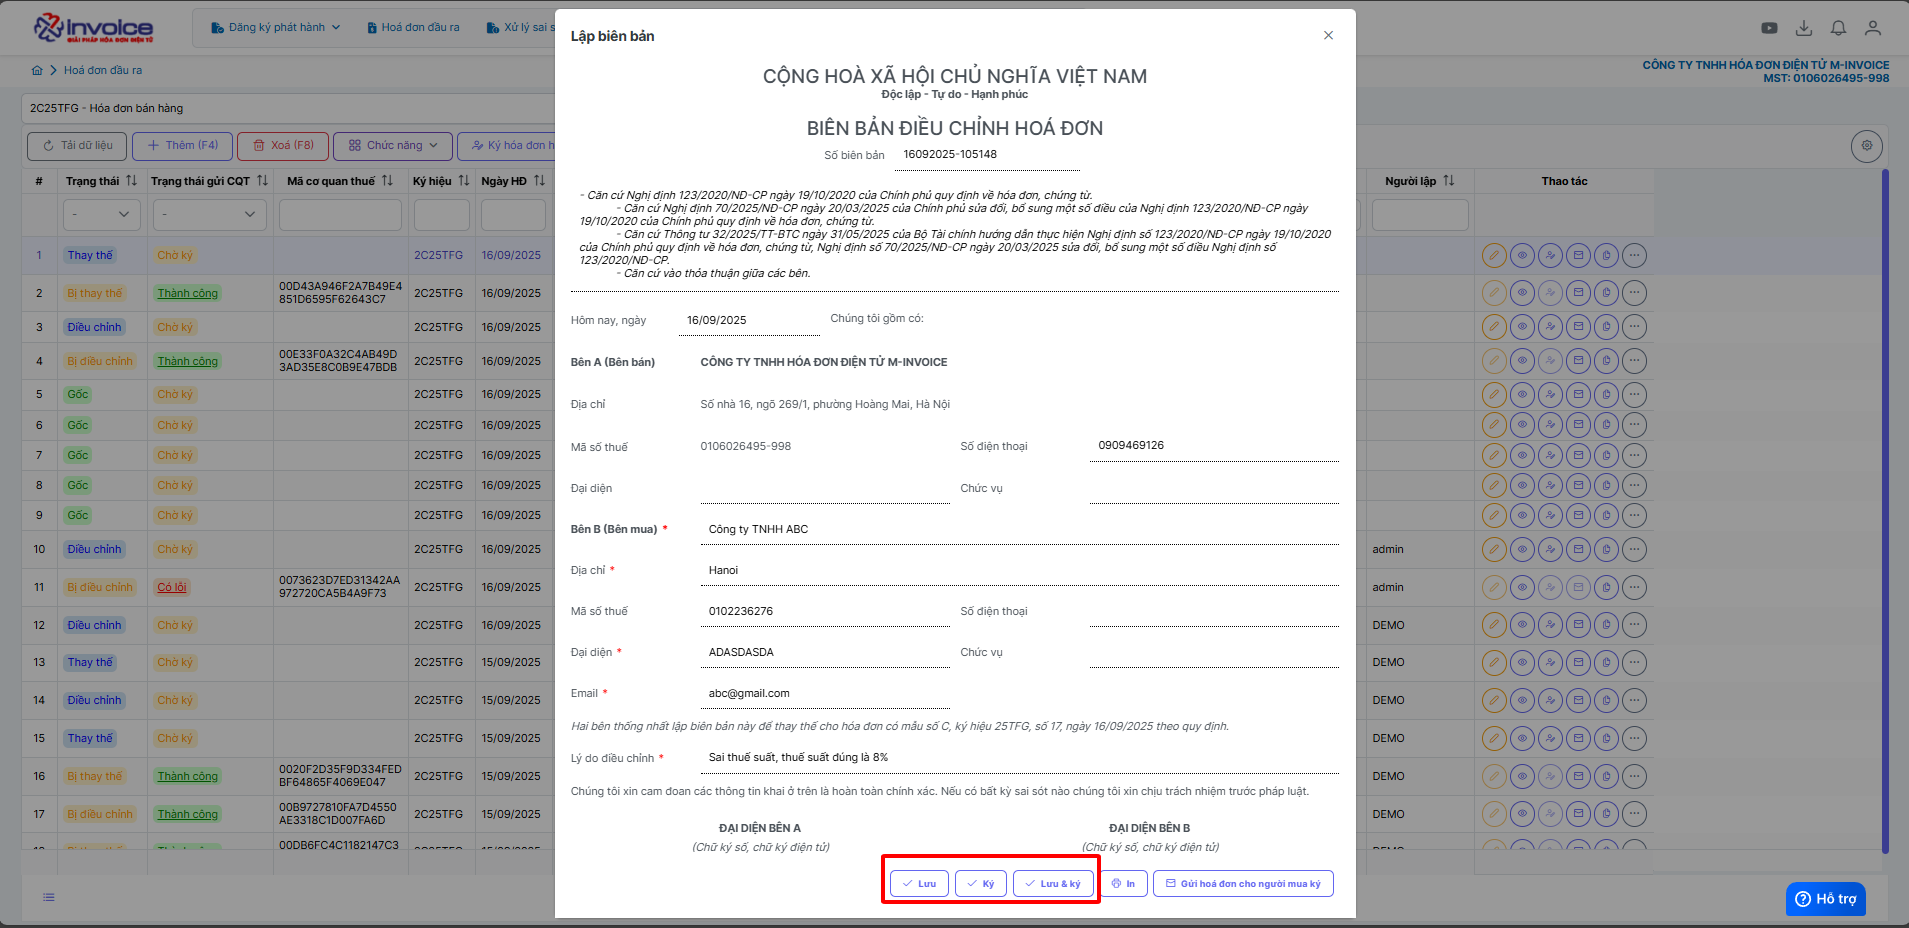 Invoice
GIẢI PHÁP HÓA ĐƠN ĐIỆN TỬ
Đăng ký phát hành
Hoá đơn đầu ra
Xử lý sai s
Hoá đơn đầu ra
CÔNG TY TNHH HÓA ĐƠN ĐIỆN TỬ M-INVOICE
MST: 0106026495-998
2C25TFG - Hóa đơn bán hàng
Tải dữ liệu
Thêm (F4)
Xoá (F8)
Chức năng
Ký hóa đơn h
# Trạng thái Trạng thái gửi CQT Mã cơ quan thuế Ký hiệu Ngày HĐ Người lập Thao tác
- -
1 Thay thế Chờ ký 2C25TFG 16/09/2025
2 Bị thay thế Thành công 00D43A946F2A7B49E4851D6595F62643C7 2C25TFG 16/09/2025
3 Điều chỉnh Chờ ký 2C25TFG 16/09/2025
4 Bị điều chỉnh Thành công 00E33F0A32C4AB49D3AD35E8C0B9E47BDB 2C25TFG 16/09/2025
5 Gốc Chờ ký 2C25TFG 16/09/2025
6 Gốc Chờ ký 2C25TFG 16/09/2025
7 Gốc Chờ ký 2C25TFG 16/09/2025
8 Gốc Chờ ký 2C25TFG 16/09/2025
9 Gốc Chờ ký 2C25TFG 16/09/2025
10 Điều chỉnh Chờ ký 2C25TFG 16/09/2025 admin
11 Bị điều chỉnh Có lỗi 0073623D7ED31342AA972720CA5B4A9F73 2C25TFG 16/09/2025 admin
12 Điều chỉnh Chờ ký 2C25TFG 16/09/2025 DEMO
13 Thay thế Chờ ký 2C25TFG 15/09/2025 DEMO
14 Điều chỉnh Chờ ký 2C25TFG 15/09/2025 DEMO
15 Thay thế Chờ ký 2C25TFG 15/09/2025 DEMO
16 Bị thay thế Thành công 0020F2D35F9D334FEDBF64865F4069E047 2C25TFG 15/09/2025 DEMO
17 Bị điều chỉnh Thành công 00B9727810FA7D4550AE3318C1D007FA6D 2C25TFG 15/09/2025 DEMO
00DB6FC4C1182147C3
Lập biên bản
CỘNG HOÀ XÃ HỘI CHỦ NGHĨA VIỆT NAM
Độc lập - Tự do - Hạnh phúc
BIÊN BẢN ĐIỀU CHỈNH HOÁ ĐƠN
Số biên bản 16092025-105148
- Căn cứ Nghị định 123/2020/NĐ-CP ngày 19/10/2020 của Chính phủ quy định về hóa đơn, chứng từ.
- Căn cứ Nghị định 70/2025/NĐ-CP ngày 20/03/2025 của Chính phủ sửa đổi, bổ sung một số điều của Nghị định 123/2020/NĐ-CP ngày
19/10/2020 của Chính phủ quy định về hóa đơn, chứng từ.
- Căn cứ Thông tư 32/2025/TT-BTC ngày 31/05/2025 của Bộ Tài chính hướng dẫn thực hiện Nghị định số 123/2020/NĐ-CP ngày 19/10/2020
của Chính phủ quy định về hóa đơn, chứng từ, Nghị định số 70/2025/NĐ-CP ngày 20/03/2025 sửa đổi, bổ sung một số điều Nghị định số
123/2020/NĐ-CP.
- Căn cứ vào thỏa thuận giữa các bên.
Hôm nay, ngày 16/09/2025 Chúng tôi gồm có:
Bên A (Bên bán) CÔNG TY TNHH HÓA ĐƠN ĐIỆN TỬ M-INVOICE
Địa chỉ Số nhà 16, ngõ 269/1, phường Hoàng Mai, Hà Nội
Mã số thuế 0106026495-998 Số điện thoại 0909469126
Đại diện Chức vụ
Bên B (Bên mua) * Công ty TNHH ABC
Địa chỉ * Hanoi
Mã số thuế 0102236276 Số điện thoại
Đại diện * ADASDASDA Chức vụ
Email * abc@gmail.com
Hai bên thống nhất lập biên bản này để thay thế cho hóa đơn có mẫu số C, ký hiệu 25TFG, số 17, ngày 16/09/2025 theo quy định.
Lý do điều chỉnh * Sai thuế suất, thuế suất đúng là 8%
Chúng tôi xin cam đoan các thông tin khai ở trên là hoàn toàn chính xác. Nếu có bất kỳ sai sót nào chúng tôi xin chịu trách nhiệm trước pháp luật.
ĐẠI DIỆN BÊN A ĐẠI DIỆN BÊN B
(Chữ ký số, chữ ký điện tử) (Chữ ký số, chữ ký điện tử)
Lưu
Ký
Lưu & ký
In
Gửi hoá đơn cho người mua ký
Hỗ trợ